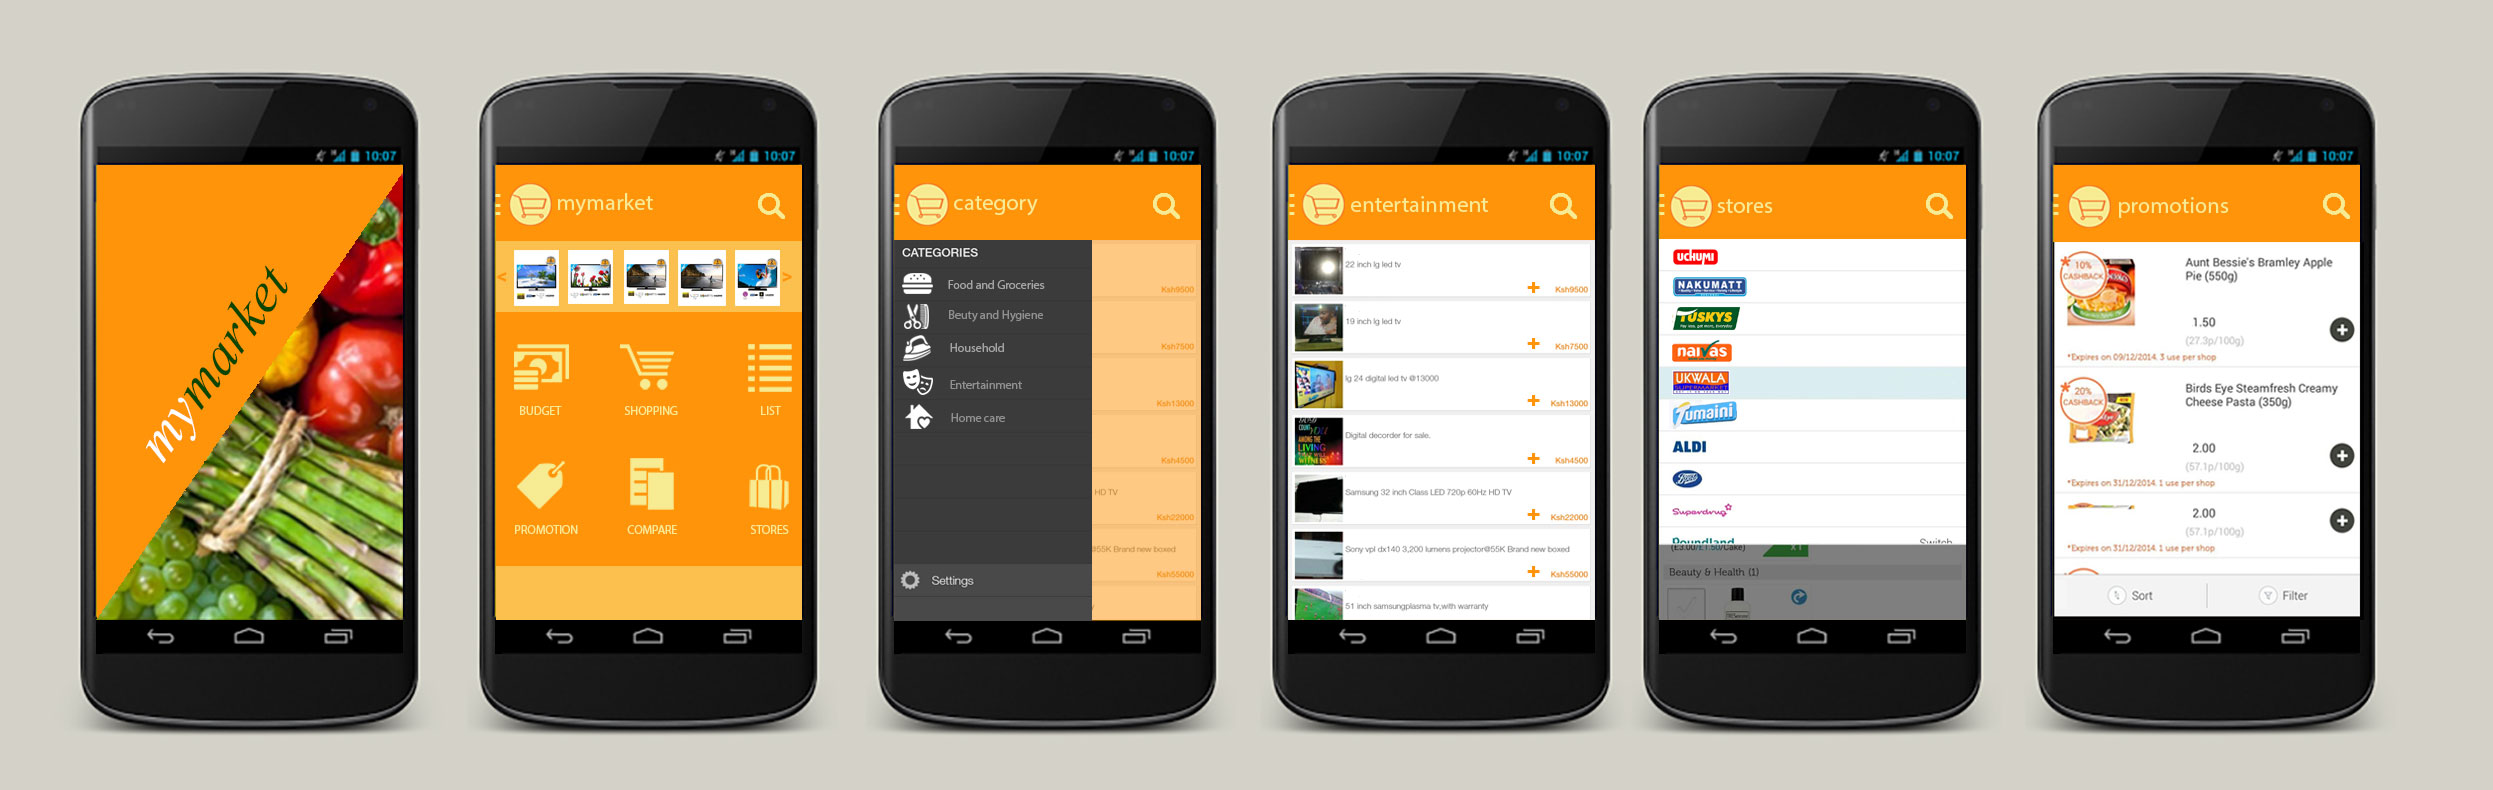 mymarket
10:07
mymarket
BUDGET
SHOPPING
LIST
PROMOTION
COMPARE
STORES
10:07
category
CATEGORIES
Food and Groceries
Beuty and Hygiene
Household
Entertainment
Home care
Settings
Ksh9500
Ksh7500
Ksh13000
Ksh4500
HD TV
Ksh22000
@55K Brand new boxed
Ksh55000
10:07
entertainment
22 inch lg led tv
Ksh9500
19 inch lg led tv
Ksh7500
lg 24 digital led tv @13000
Ksh13000
Digital decorder for sale.
Ksh4500
Samsung 32 inch Class LED 720p 60Hz HD TV
Ksh22000
Sony vpl dx140 3,200 lumens projector@55K Brand new boxed
Ksh55000
51 inch samsungplasma tv,with warranty
10:07
stores
UCHUMI
NAKUMATT
TUSKYS
Pay less, get more, everyday
naivas
UKWALA
SUPERMARKET
Tumaini
ALDI
Boots
Superdrug
Poundland
Switch
(£3.00/£1.50/Cake)
X 1
Beauty & Health (1)
10:07
promotions
10%
CASHBACK
Aunt Bessie's Bramley Apple
Pie (550g)
1.50
(27.3p/100g)
*Expires on 09/12/2014. 3 use per shop
20%
CASHBACK
Birds Eye Steamfresh Creamy
Cheese Pasta (350g)
2.00
(57.1p/100g)
*Expires on 31/12/2014. 1 use per shop
2.00
(57.1p/100g)
*Expires on 31/12/2014. 1 use per shop
Sort
Filter
10:07